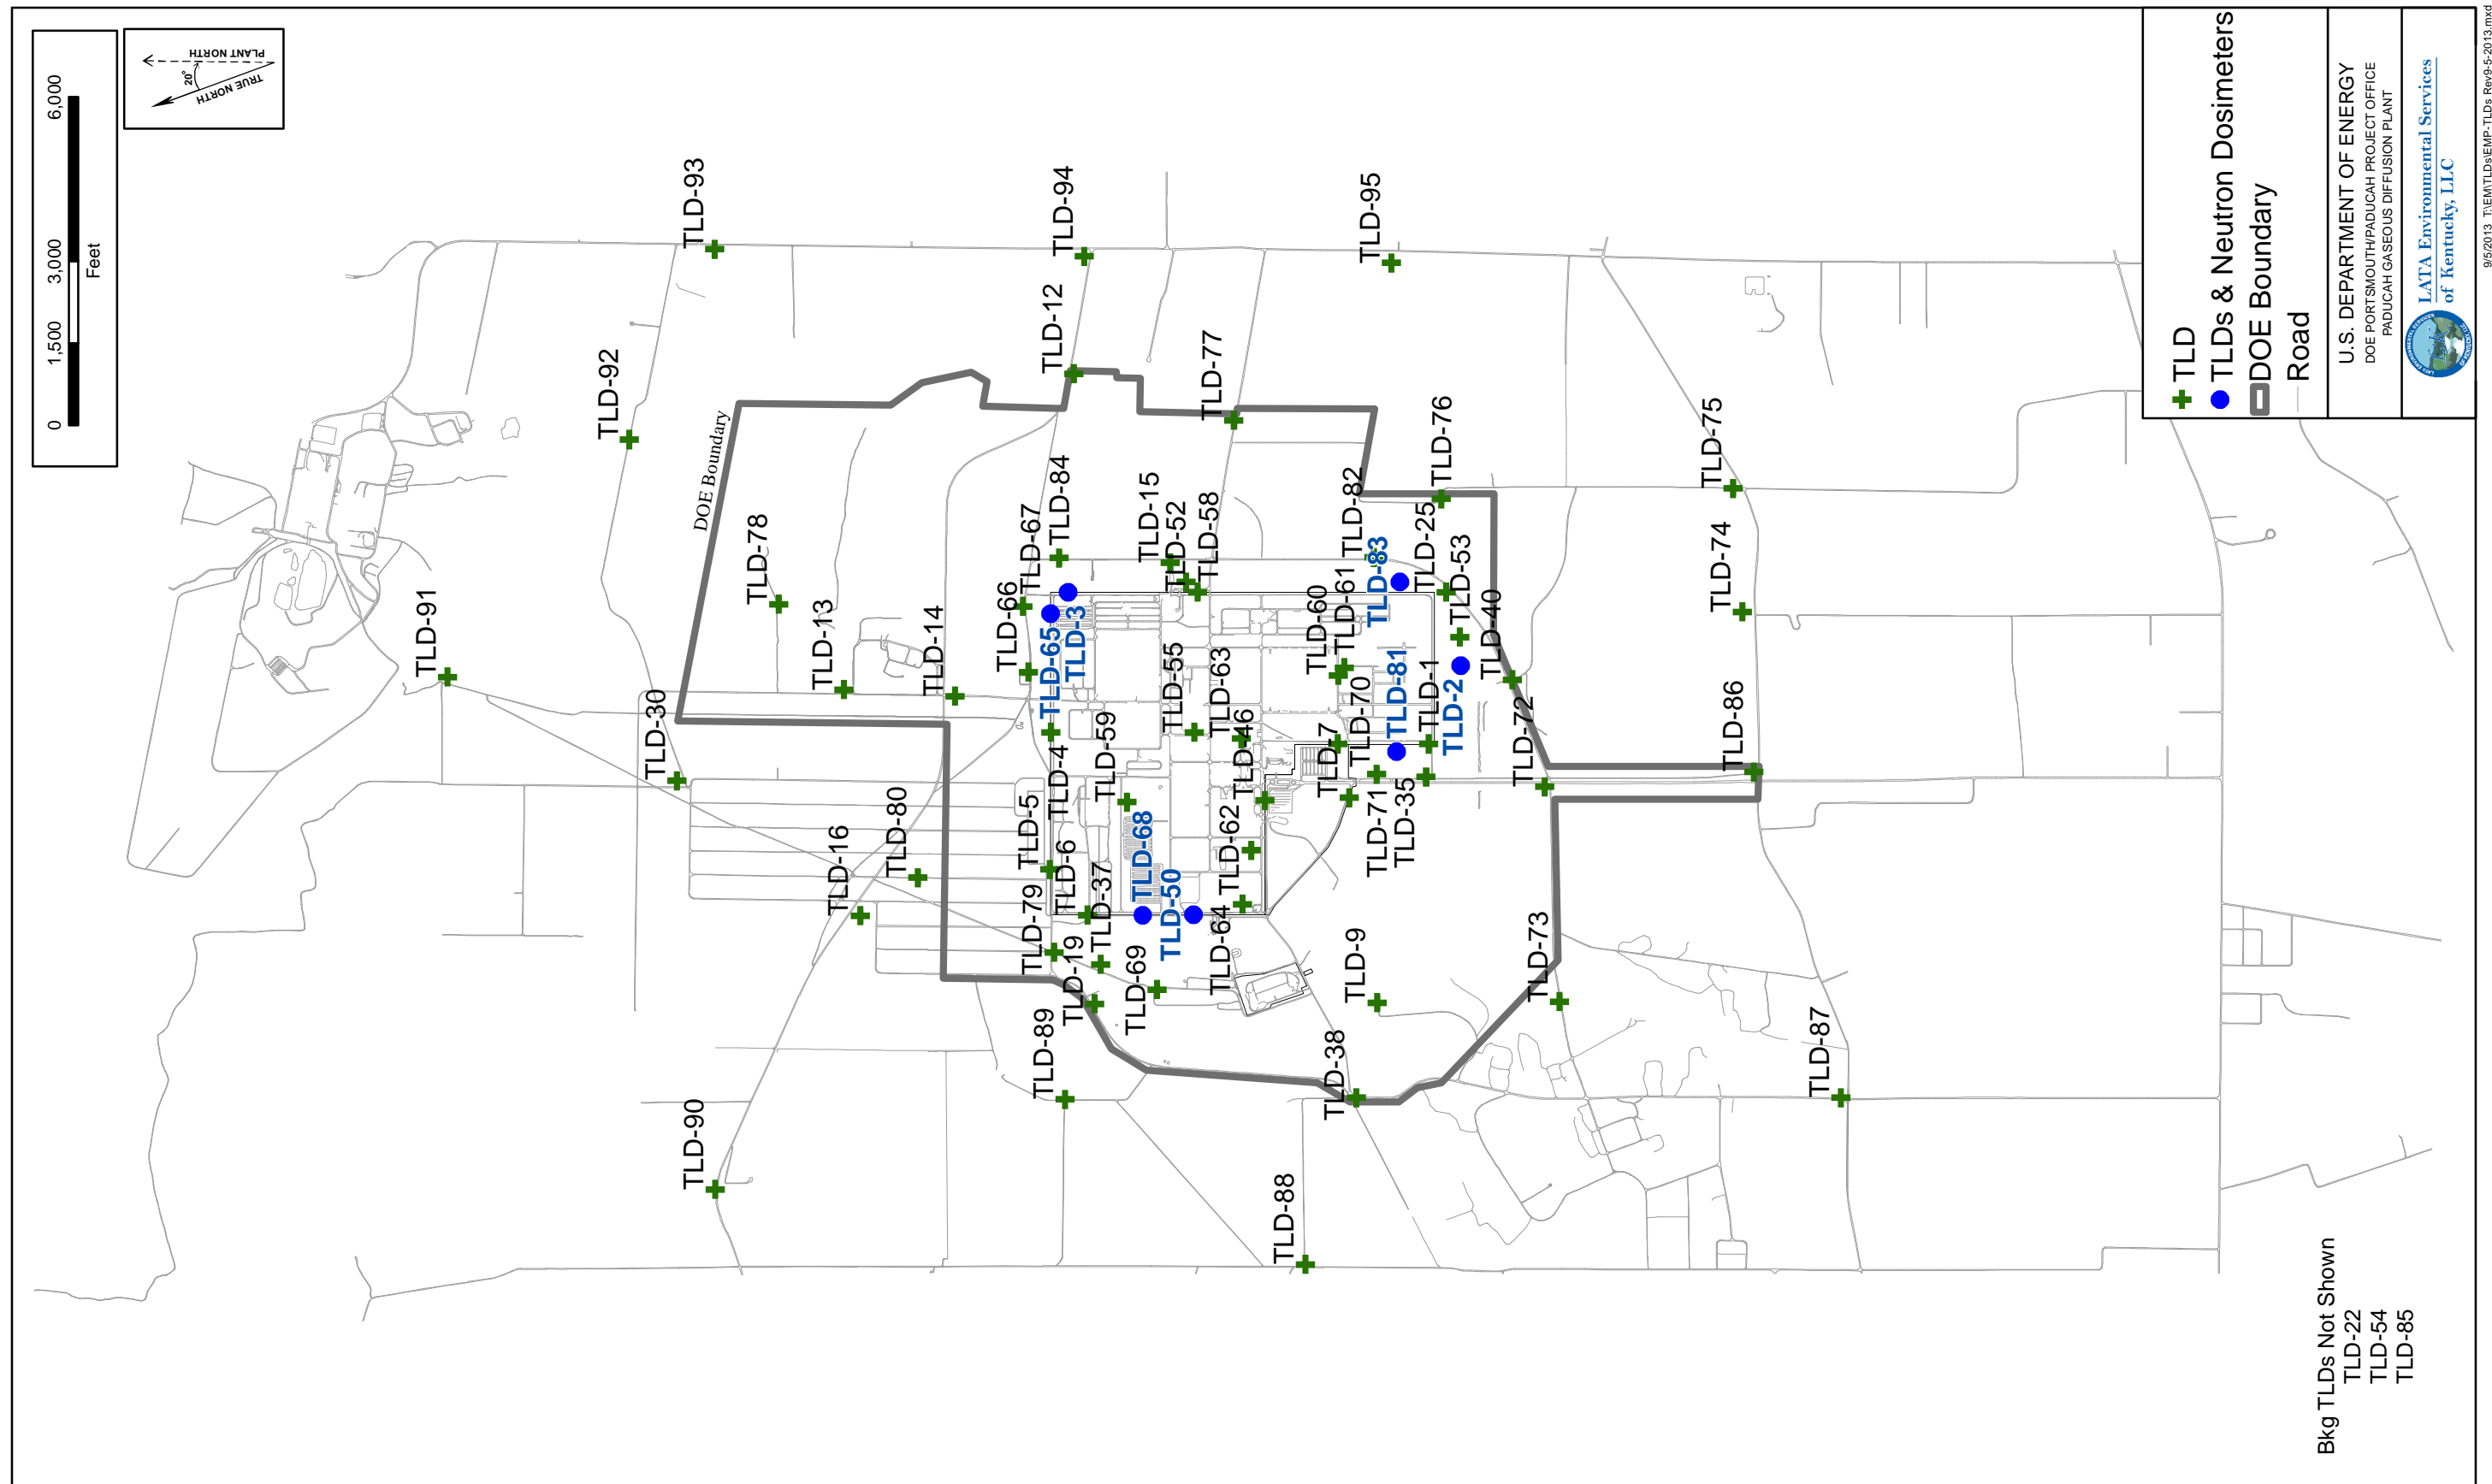 0
1,500
3,000
6,000
Feet
TRUE NORTH
20°
PLANT NORTH
DOE Boundary
TLD-93
TLD-94
TLD-95
TLD-12
TLD-77
TLD-92
TLD-76
TLD-75
TLD-84
TLD-82
TLD-15
TLD-52
TLD-58
TLD-78
TLD-67
TLD-25
TLD-74
TLD-83
TLD-53
TLD-66
TLD-61
TLD-60
TLD-91
TLD-13
TLD-14
TLD-3
TLD-65
TLD-40
TLD-30
TLD-55
TLD-63
TLD-81
TLD-1
TLD-2
TLD-70
TLD-46
TLD-7
TLD-72
TLD-86
TLD-59
TLD-4
TLD-5
TLD-80
TLD-16
TLD-68
TLD-62
TLD-71
TLD-35
TLD-6
TLD-37
TLD-50
TLD-64
TLD-79
TLD-19
TLD-69
TLD-9
TLD-73
TLD-89
TLD-38
TLD-87
TLD-90
TLD-88
TLD
TLDs & Neutron Dosimeters
DOE Boundary
Road
U.S. DEPARTMENT OF ENERGY
DOE PORTSMOUTH/PADUCAH PROJECT OFFICE
PADUCAH GASEOUS DIFFUSION PLANT
LATA Environmental Services
of Kentucky, LLC
Bkg TLDs Not Shown
TLD-22
TLD-54
TLD-85
9/5/2013 T:\EM\TLDs\EMP-TLDs Rev9-5-2013.mxd